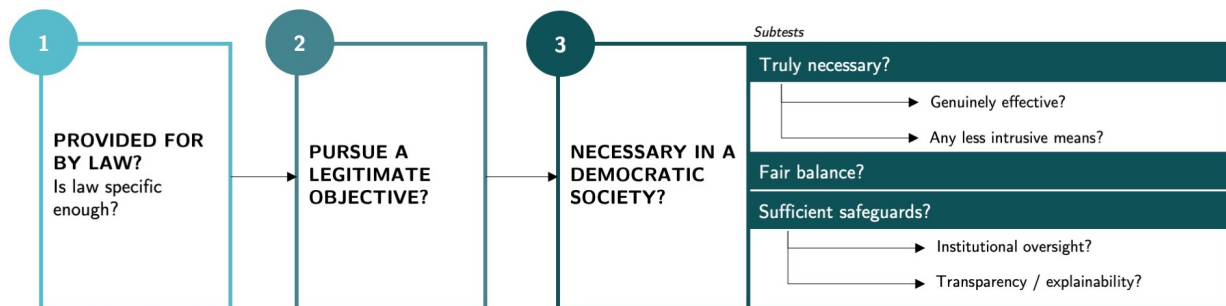 1
PROVIDED FOR
BY LAW?
Is law specific
enough?
2
PURSUE A
LEGITIMATE
OBJECTIVE?
3
NECESSARY IN A
DEMOCRATIC
SOCIETY?
Subtests
Truly necessary?
Genuinely effective?
Any less intrusive means?
Fair balance?
Sufficient safeguards?
Institutional oversight?
Transparency / explainability?